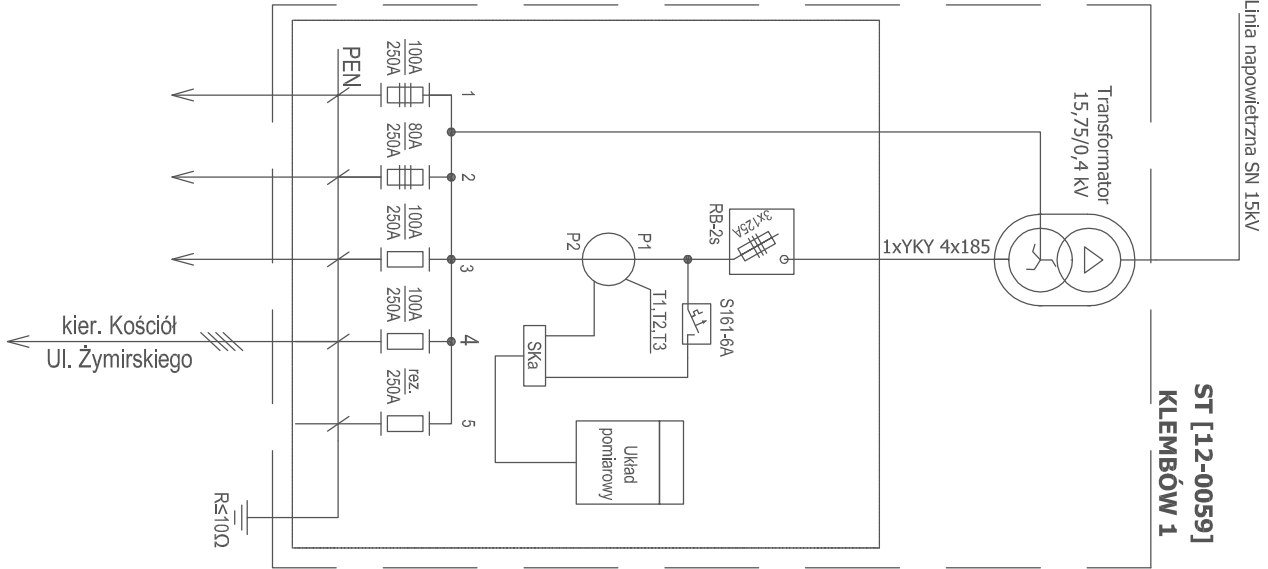 Linia napowietrzna SN 15kV
Transformator
15,75/0,4 kV
ST [12-0059]
KLEMBÓW 1
1xYKY 4x185
3x125A
RB-2s
S161-6A
P1
P2
T1,T2,T3
SKa
Układ
pomiarowy
PEN
1
100A
250A
2
80A
250A
3
100A
250A
4
100A
250A
5
rez.
250A
kier. Kościół
Ul. Żymirskiego
R≤10Ω